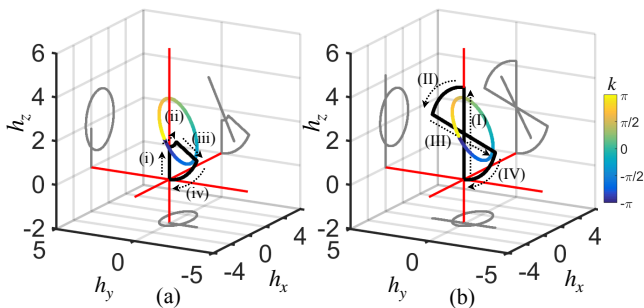 6
4
2
0
-2
h_z
5
0
-5
h_y
-4
0
4
h_x
(i)
(ii)
(iii)
(iv)
(a)
6
4
2
0
-2
h_z
5
0
-5
h_y
-4
0
4
h_x
(I)
(II)
(III)
(IV)
(b)
k
π
π/2
0
-π/2
-π